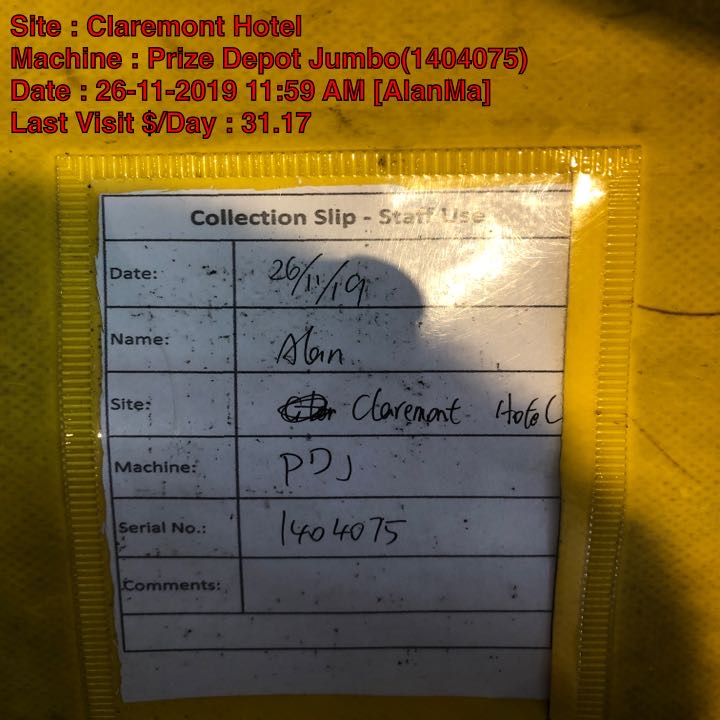 Site : Claremont Hotel
Machine : Prize Depot Jumbo(1404075)
Date : 26-11-2019 11:59 AM [AlanMa]
Last Visit $/Day : 31.17
Collection Slip - Staff Use
Date: 26/11/19
Name: Alan
Site: Claremont Hotel
Machine: PDJ
Serial No.: 1404075
Comments: